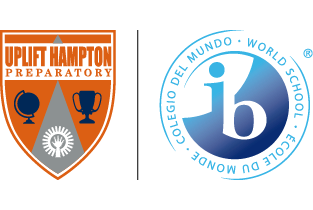 UPLIFT HAMPTON
PREPARATORY
ib
COLEGIO DEL MUNDO · WORLD SCHOOL · ÉCOLE DU MONDE ·
®